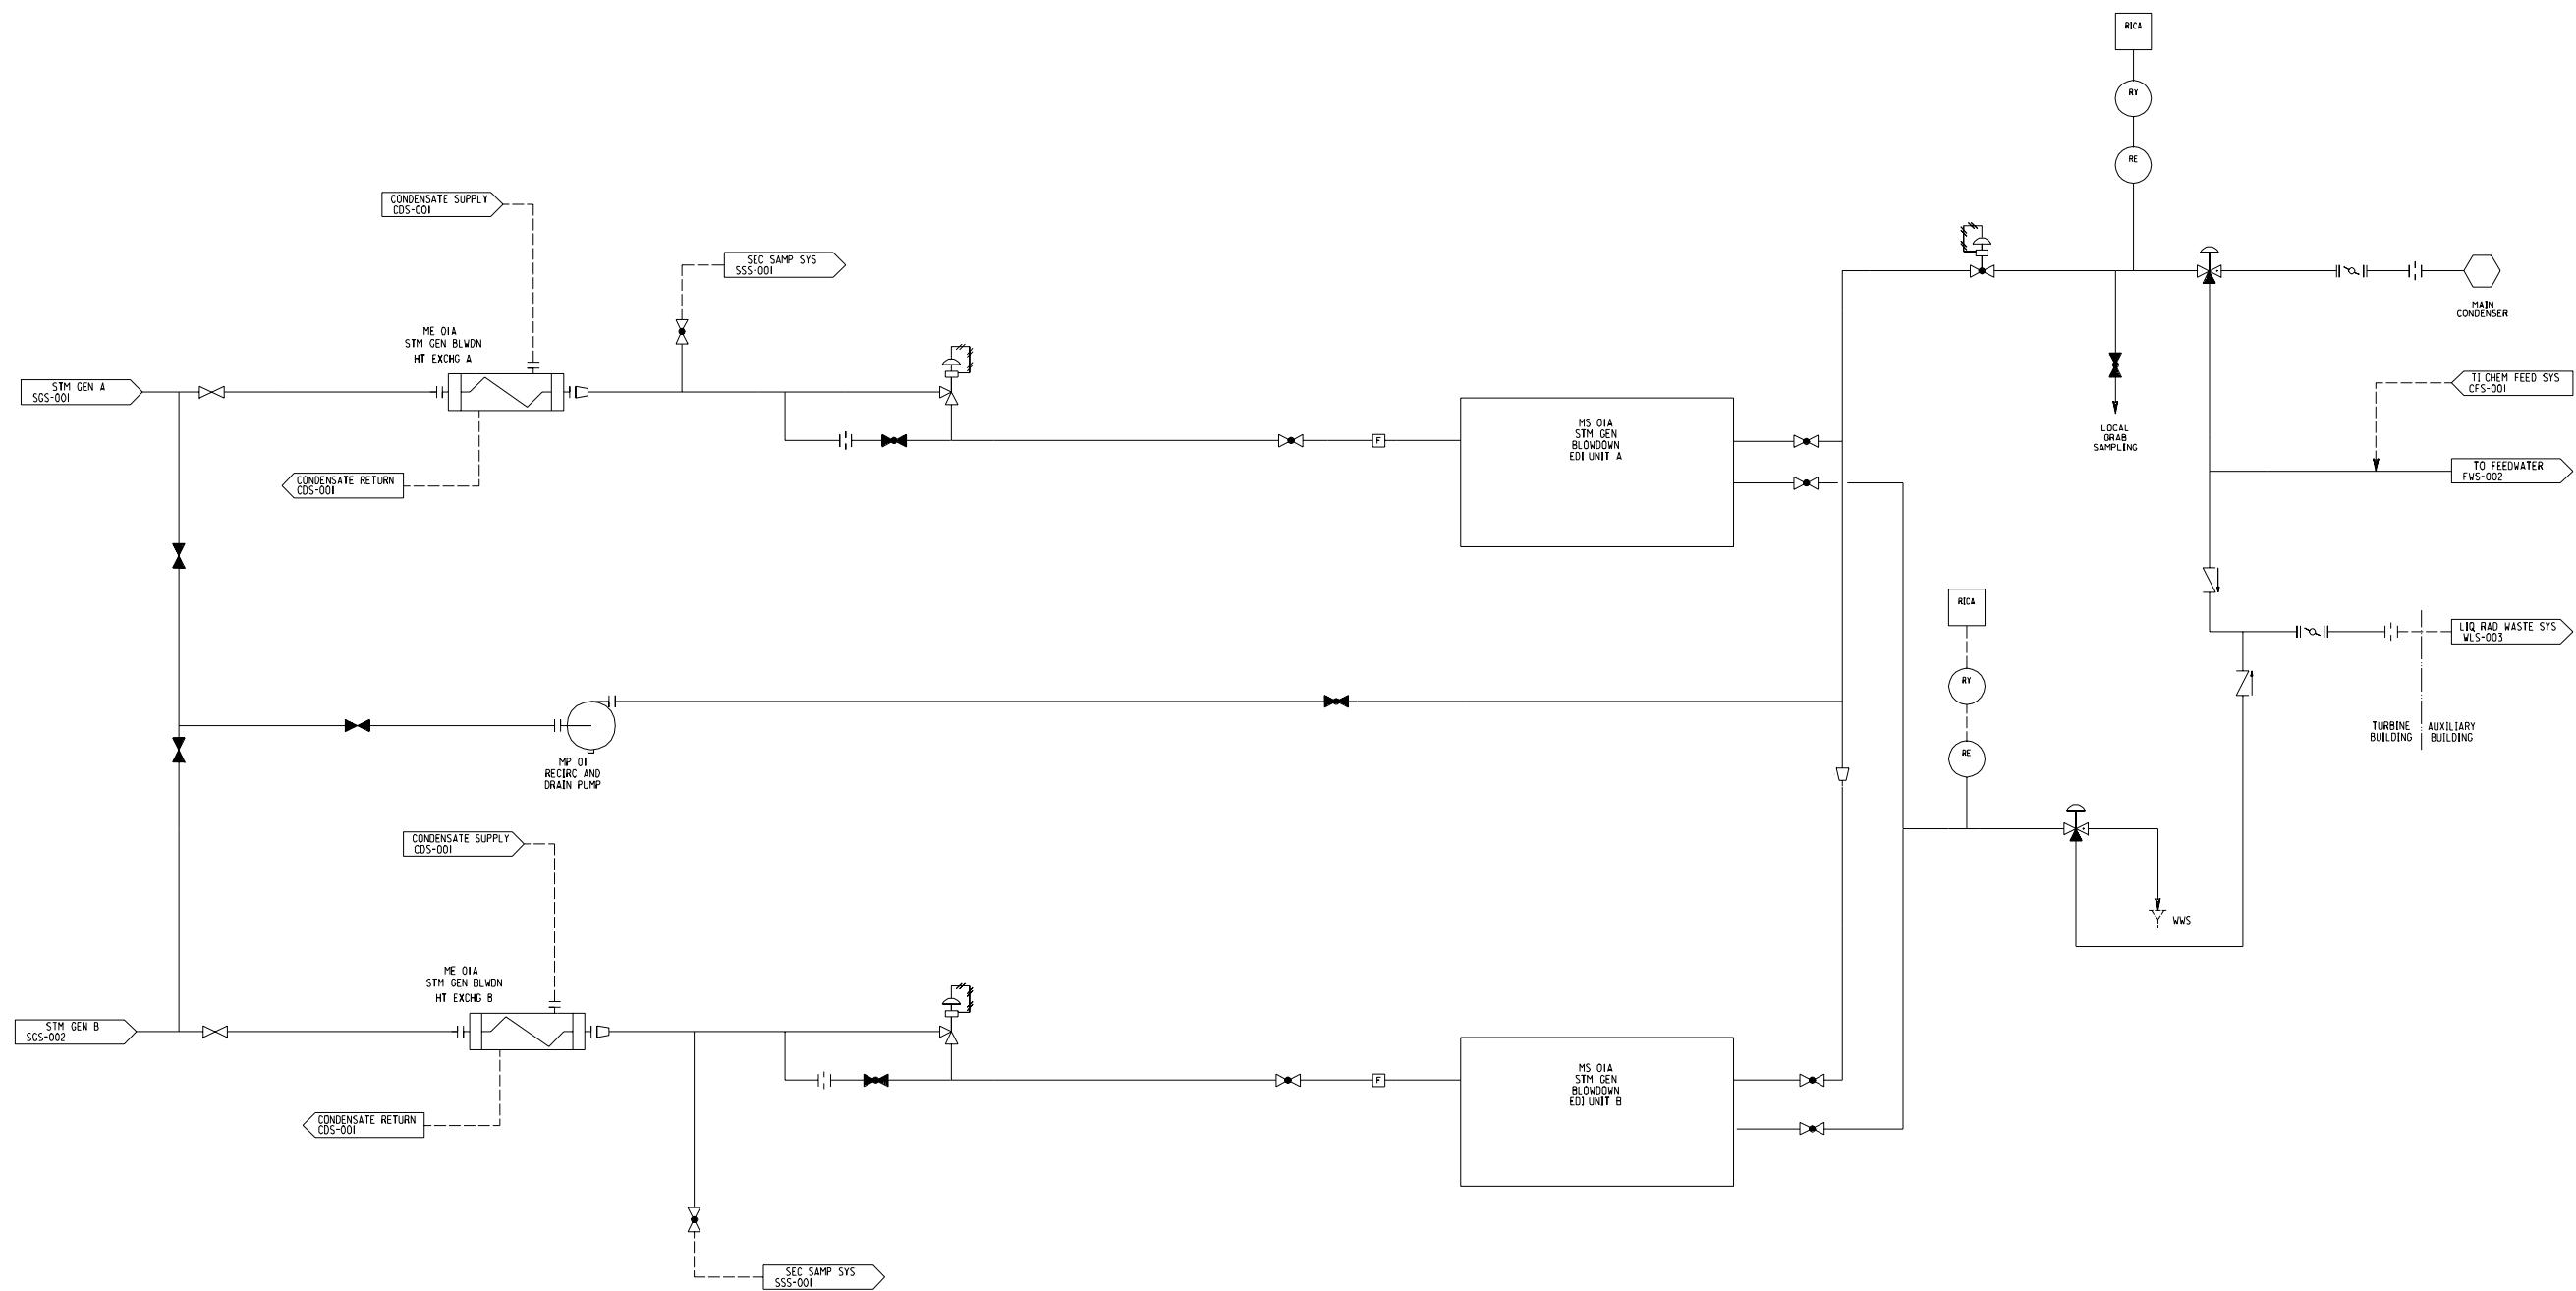 RICA
RY
RE
CONDENSATE SUPPLY
CDS-001
SEC SAMP SYS
SSS-001
MAIN
CONDENSER
ME 01A
STM GEN BLWDN
HT EXCHG A
STM GEN A
SGS-001
TI CHEM FEED SYS
CFS-001
LOCAL
GRAB
SAMPLING
MS 01A
STM GEN
BLOWDOWN
EDI UNIT A
F
TO FEEDWATER
FWS-002
CONDENSATE RETURN
CDS-001
RICA
RY
RE
LIQ RAD WASTE SYS
WLS-003
TURBINE
BUILDING
AUXILIARY
BUILDING
MP 01
RECIRC AND
DRAIN PUMP
CONDENSATE SUPPLY
CDS-001
WWS
ME 01A
STM GEN BLWDN
HT EXCHG B
STM GEN B
SGS-002
MS 01A
STM GEN
BLOWDOWN
EDI UNIT B
F
CONDENSATE RETURN
CDS-001
SEC SAMP SYS
SSS-001